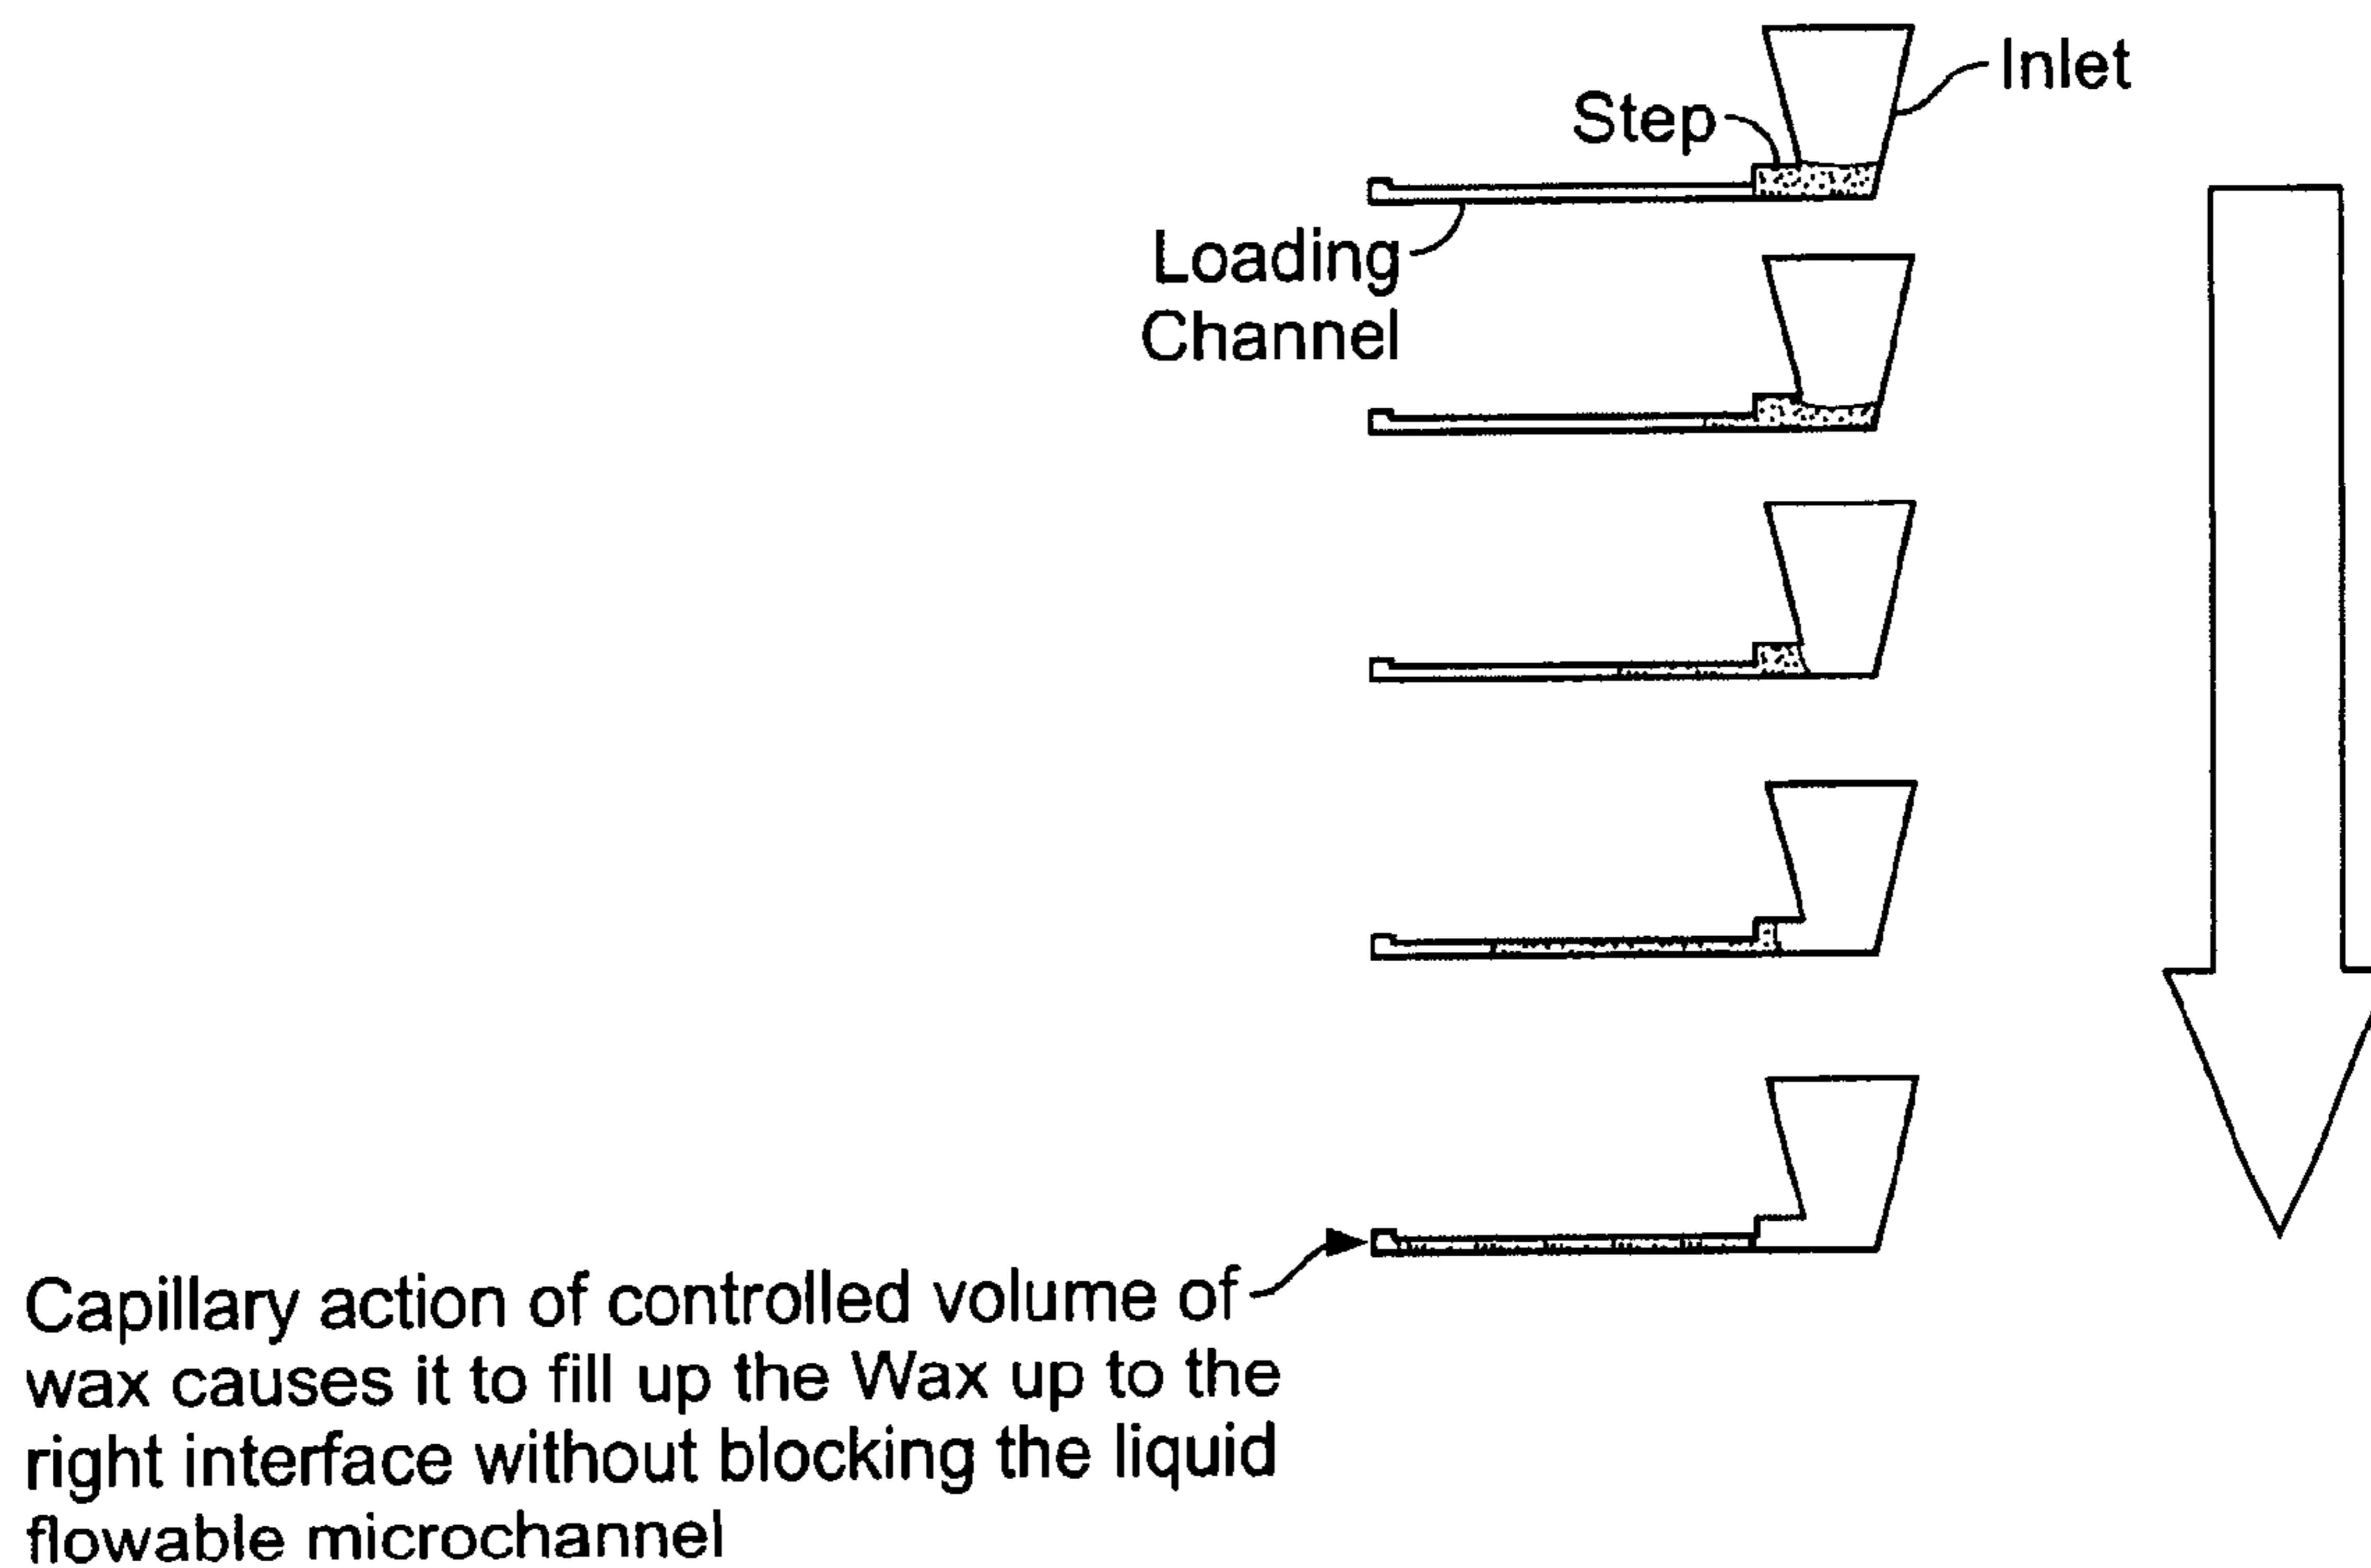 Inlet
Step
Loading
Channel
Capillary action of controlled volume of
wax causes it to fill up the Wax up to the
right interface without blocking the liquid
flowable microchannel